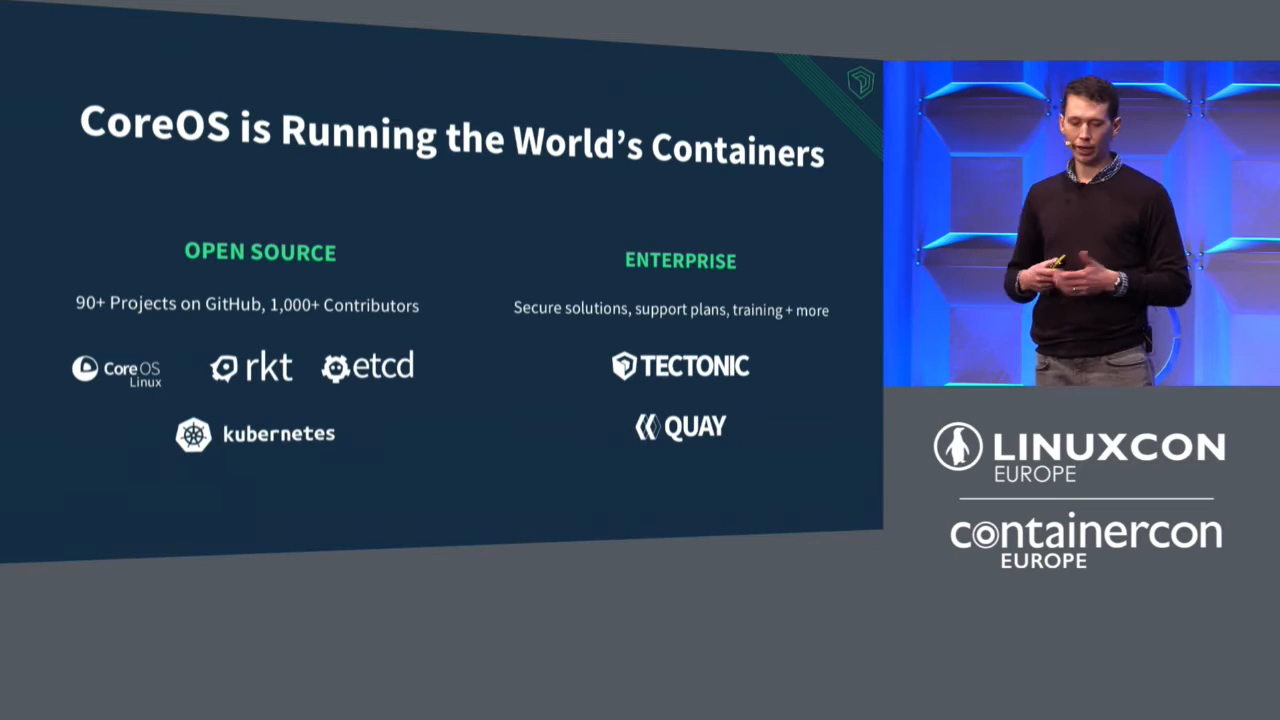 CoreOS is Running the World's Containers
OPEN SOURCE
90+ Projects on GitHub, 1,000+ Contributors
CoreOS Linux
rkt
etcd
kubernetes
ENTERPRISE
Secure solutions, support plans, training + more
TECTONIC
QUAY
LINUXCON
EUROPE
containercon
EUROPE